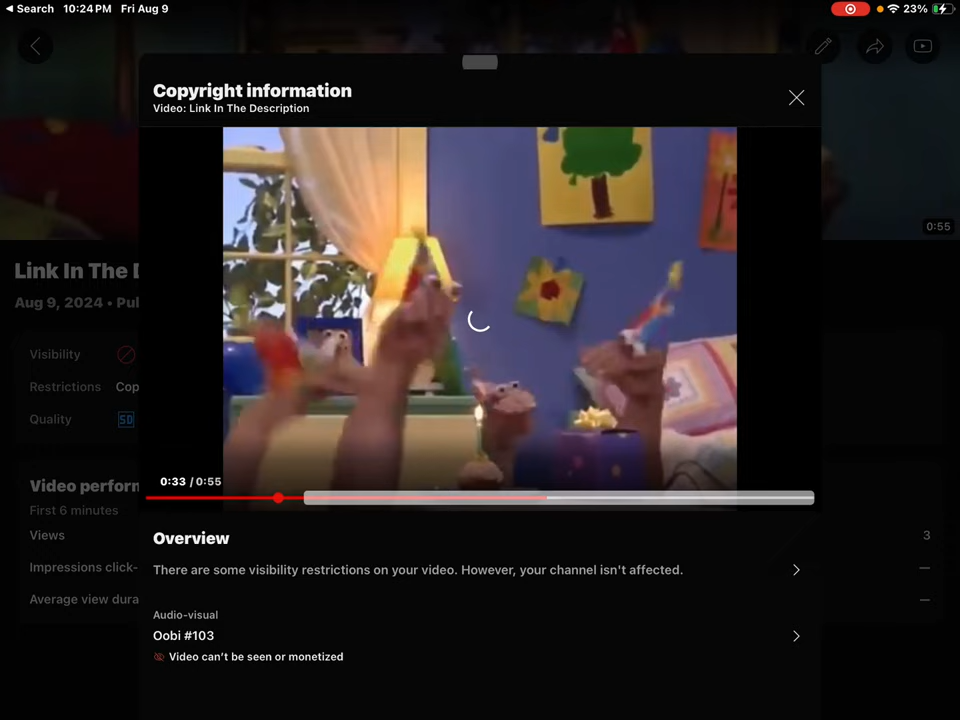 Search 10:24 PM Fri Aug 9 23%
Copyright information
Video: Link In The Description
0:55
Link In The D
Aug 9, 2024 • Pul
Visibility
Restrictions Cop
Quality SD
0:33 / 0:55
Video perforn
First 6 minutes
Views 3
Impressions click-
Average view dura
Overview
There are some visibility restrictions on your video. However, your channel isn't affected.
Audio-visual
Oobi #103
Video can't be seen or monetized